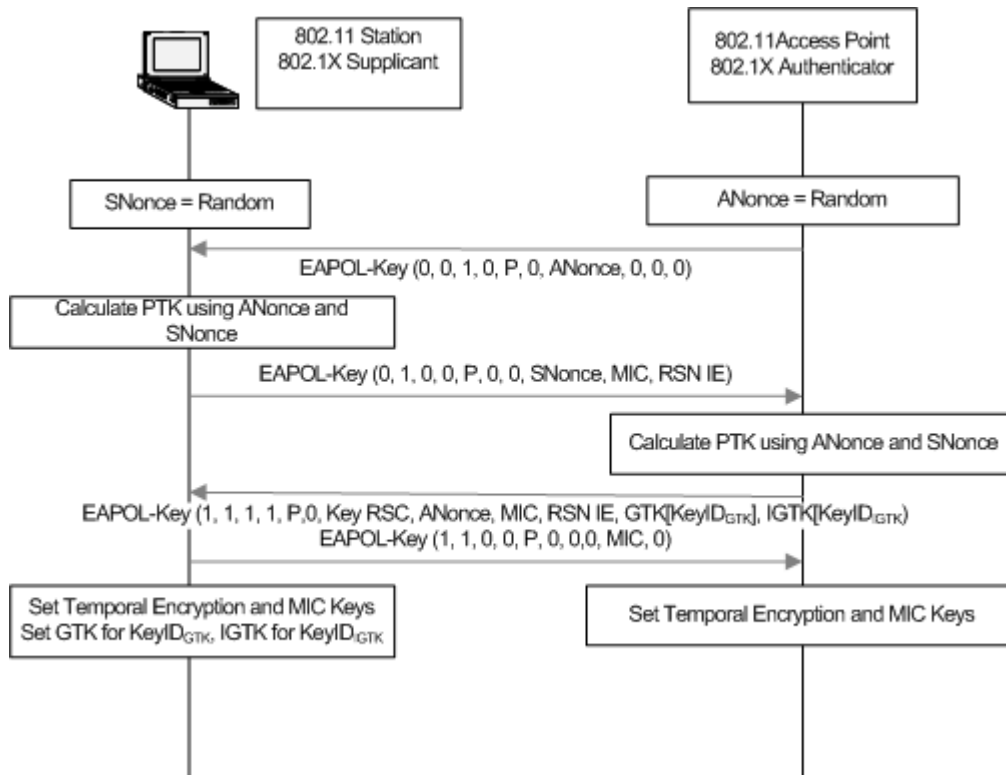 802.11 Station
802.1X Supplicant
802.11Access Point
802.1X Authenticator
SNonce = Random
ANonce = Random
EAPOL-Key (0, 0, 1, 0, P, 0, ANonce, 0, 0, 0)
Calculate PTK using ANonce and
SNonce
EAPOL-Key (0, 1, 0, 0, P, 0, 0, SNonce, MIC, RSN IE)
Calculate PTK using ANonce and SNonce
EAPOL-Key (1, 1, 1, 1, P,0, Key RSC, ANonce, MIC, RSN IE, GTK[KeyIDGTK], IGTK[KeyIDIGTK)
EAPOL-Key (1, 1, 0, 0, P, 0, 0,0, MIC, 0)
Set Temporal Encryption and MIC Keys
Set GTK for KeyIDGTK, IGTK for KeyIDIGTK
Set Temporal Encryption and MIC Keys